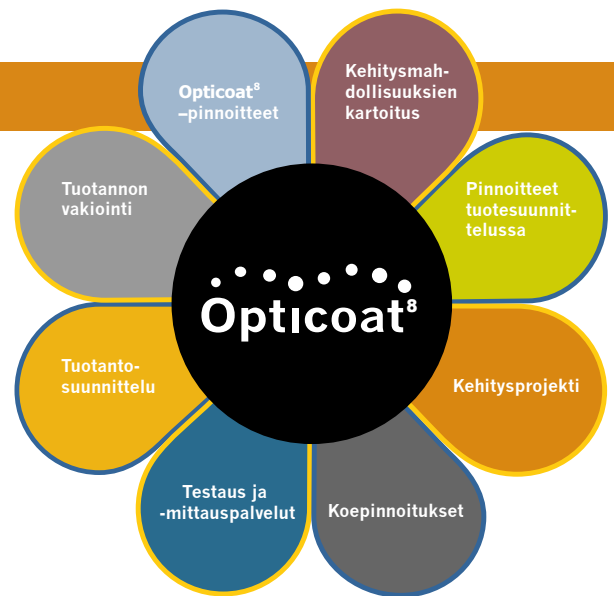 Opticoat⁸
–pinnoitteet
Kehitysmah-
dollisuuksien
kartoitus
Pinnoitteet
tuotesuunnit-
telussa
Kehitysprojekti
Koepinnoitukset
Testaus ja
-mittauspalvelut
Tuotanto-
suunnittelu
Tuotannon
vakiointi
Opticoat⁸